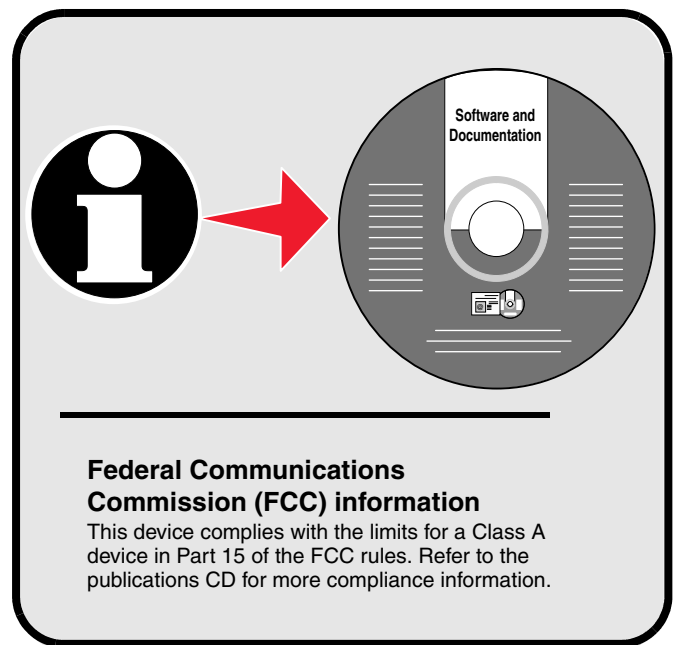 Software and
Documentation
Federal Communications
Commission (FCC) information
This device complies with the limits for a Class A
device in Part 15 of the FCC rules. Refer to the
publications CD for more compliance information.